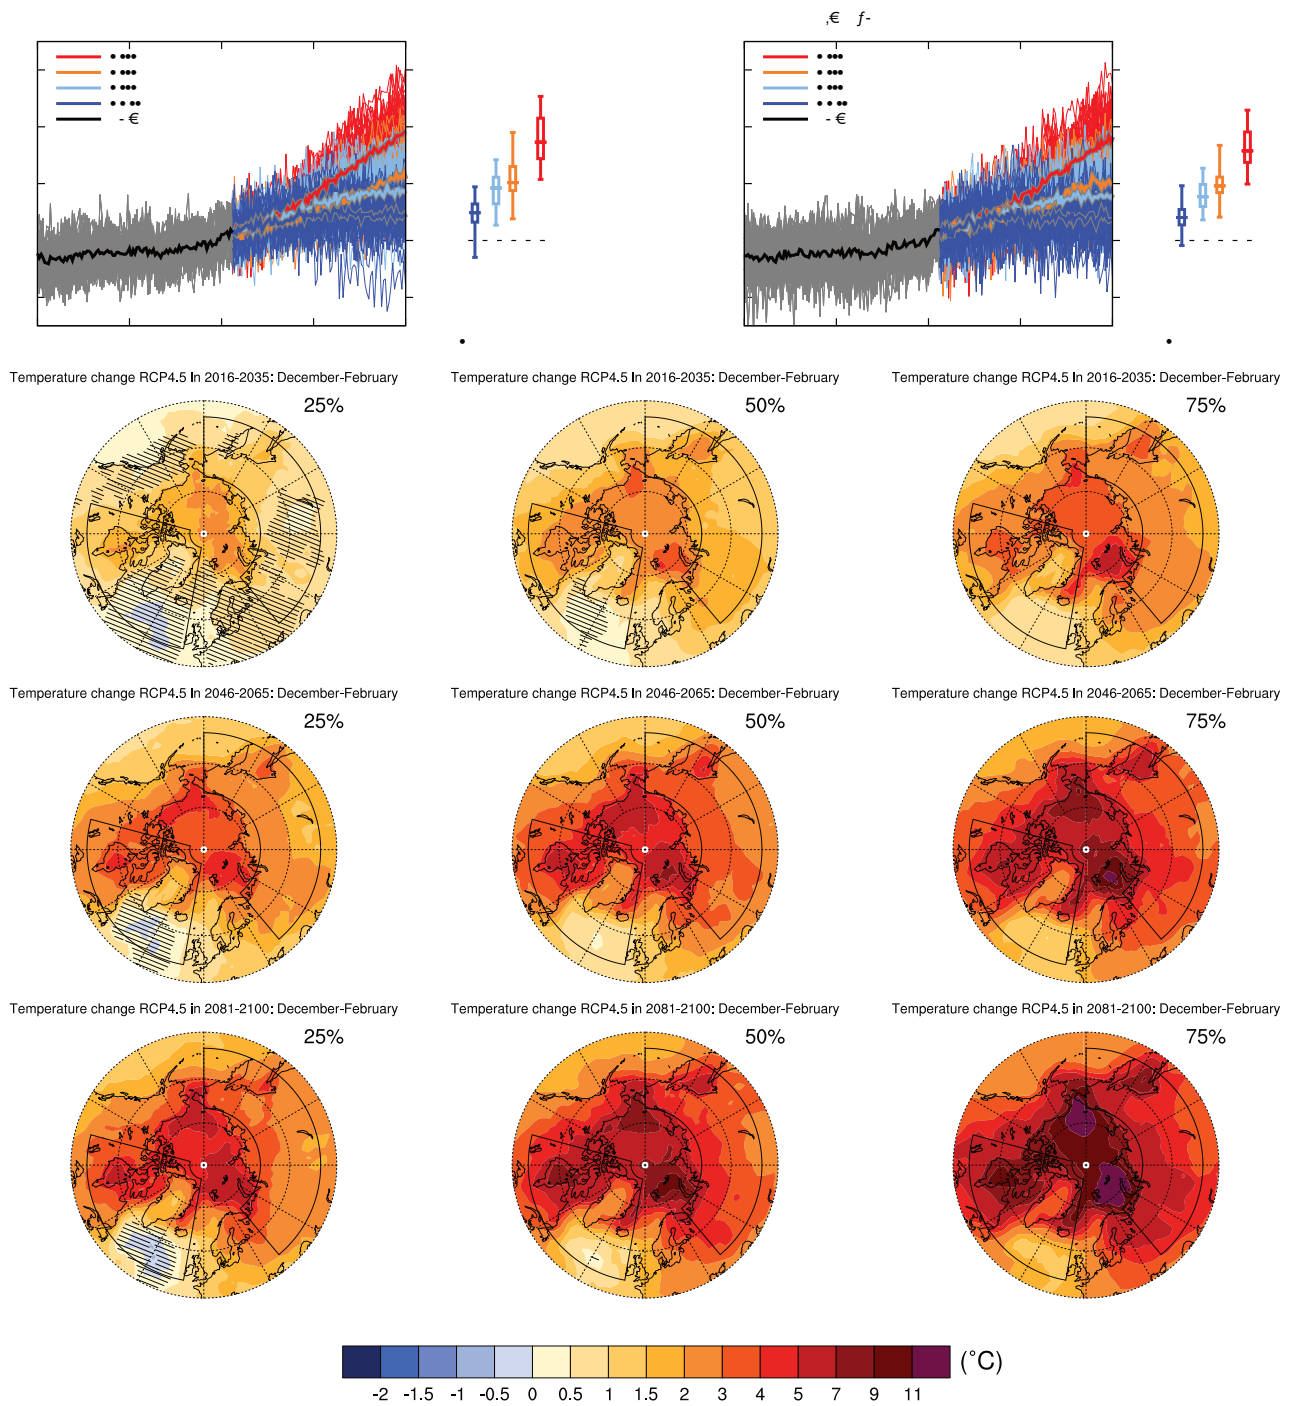 Temperature change RCP4.5 in 2016-2035: December-February
Temperature change RCP4.5 in 2016-2035: December-February
Temperature change RCP4.5 in 2016-2035: December-February
25%
50%
75%
Temperature change RCP4.5 in 2046-2065: December-February
Temperature change RCP4.5 in 2046-2065: December-February
Temperature change RCP4.5 in 2046-2065: December-February
25%
50%
75%
Temperature change RCP4.5 in 2081-2100: December-February
Temperature change RCP4.5 in 2081-2100: December-February
Temperature change RCP4.5 in 2081-2100: December-February
25%
50%
75%
-2 -1.5 -1 -0.5 0 0.5 1 1.5 2 3 4 5 7 9 11 (°C)